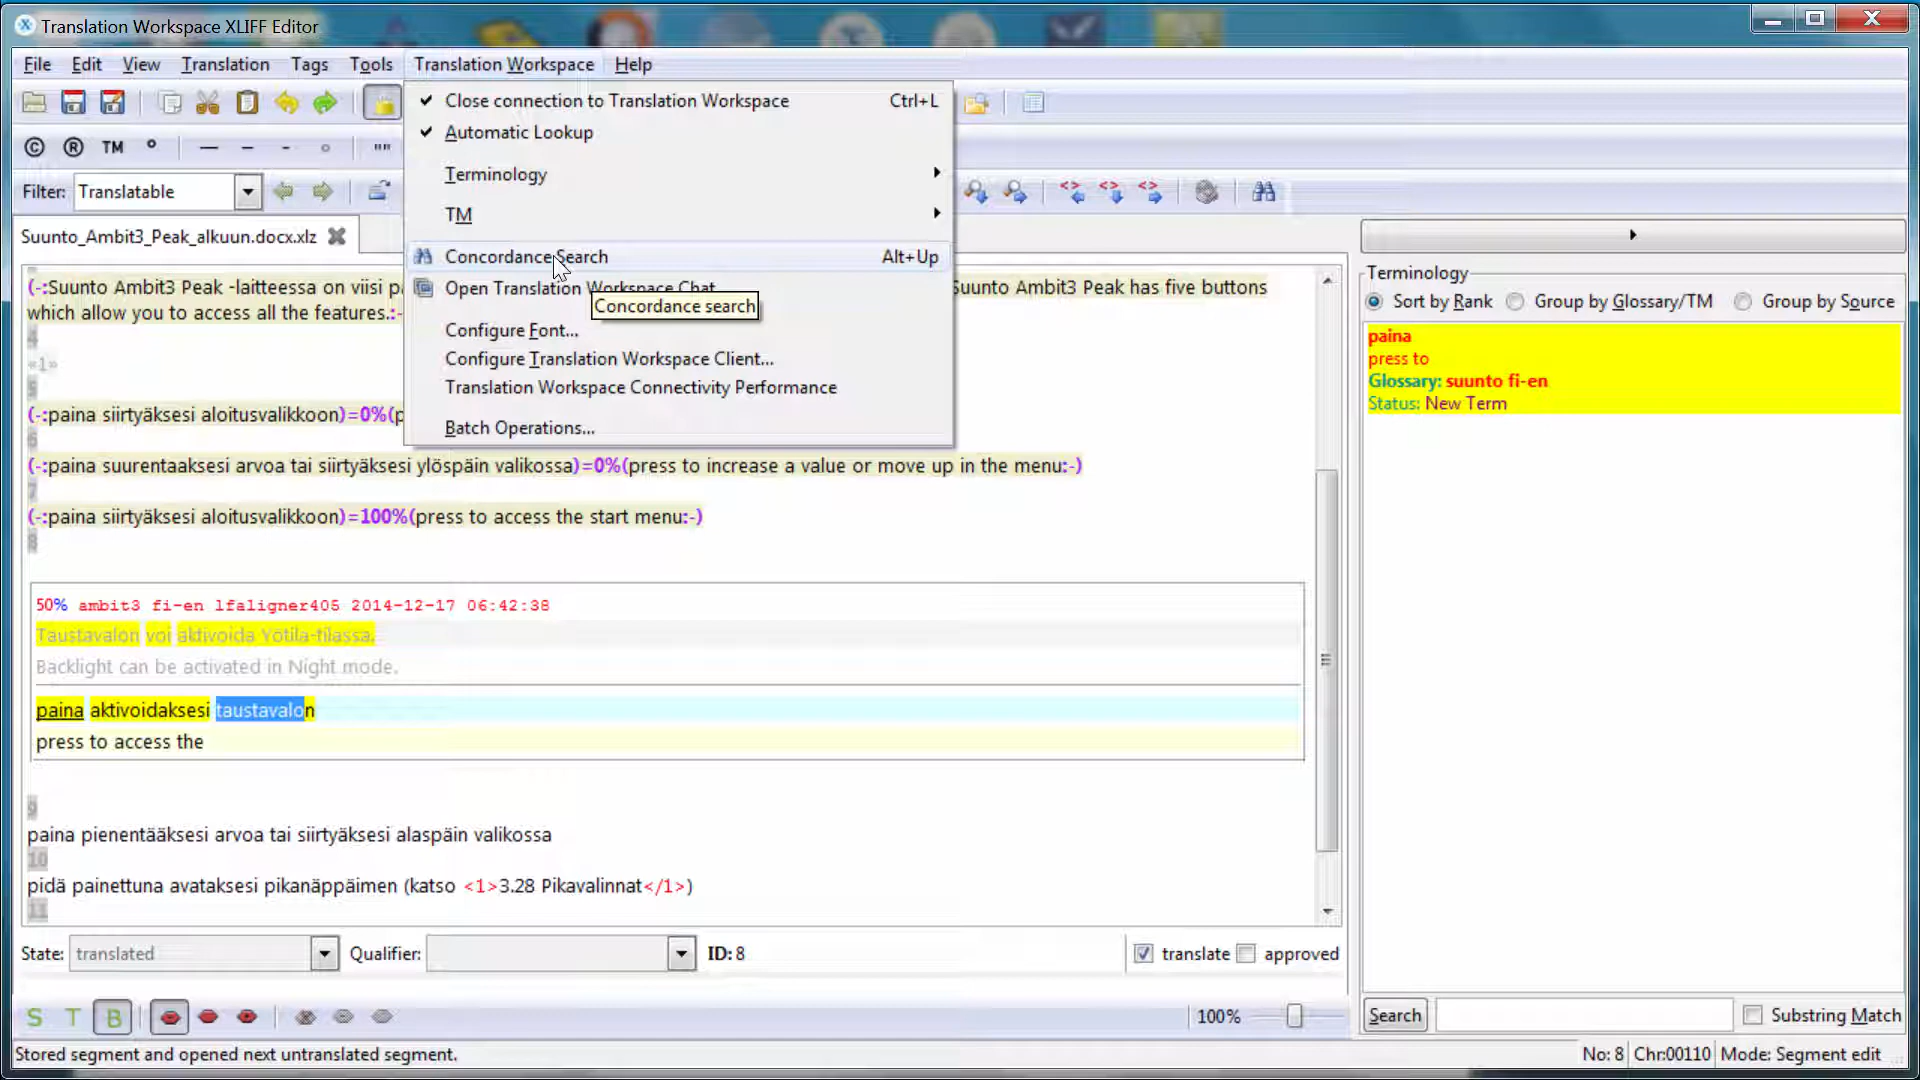 Translation Workspace XLIFF Editor
File Edit View Translation Tags Tools Translation Workspace Help
Close connection to Translation Workspace Ctrl+L
Automatic Lookup
Terminology
TM
Concordance Search Alt+Up
Open Translation Workspace Chat
Concordance search
Configure Font...
Configure Translation Workspace Client...
Translation Workspace Connectivity Performance
Batch Operations...
© ® TM ° — – - ° ""
Filter: Translatable
Suunto_Ambit3_Peak_alkuun.docx.xlz
(-:Suunto Ambit3 Peak -laitteessa on viisi p Suunto Ambit3 Peak has five buttons
which allow you to access all the features.:-
4
«1»
5
(-:paina siirtyäksesi aloitusvalikkoon)=0%(p
6
(-:paina suurentaaksesi arvoa tai siirtyäksesi ylöspäin valikossa)=0%(press to increase a value or move up in the menu:-)
7
(-:paina siirtyäksesi aloitusvalikkoon)=100%(press to access the start menu:-)
8
50% ambit3 fi-en lfaligner405 2014-12-17 06:42:38
Taustavalon voi aktivoida Yötila-tilassa.
Backlight can be activated in Night mode.
paina aktivoidaksesi taustavalon
press to access the
9
paina pienentääksesi arvoa tai siirtyäksesi alaspäin valikossa
10
pidä painettuna avataksesi pikanäppäimen (katso <1>3.28 Pikavalinnat</1>)
11
State: translated Qualifier: ID: 8 translate approved
S T B 100%
Stored segment and opened next untranslated segment.
Terminology
Sort by Rank Group by Glossary/TM Group by Source
paina
press to
Glossary: suunto fi-en
Status: New Term
Search Substring Match
No: 8 Chr:00110 Mode: Segment edit